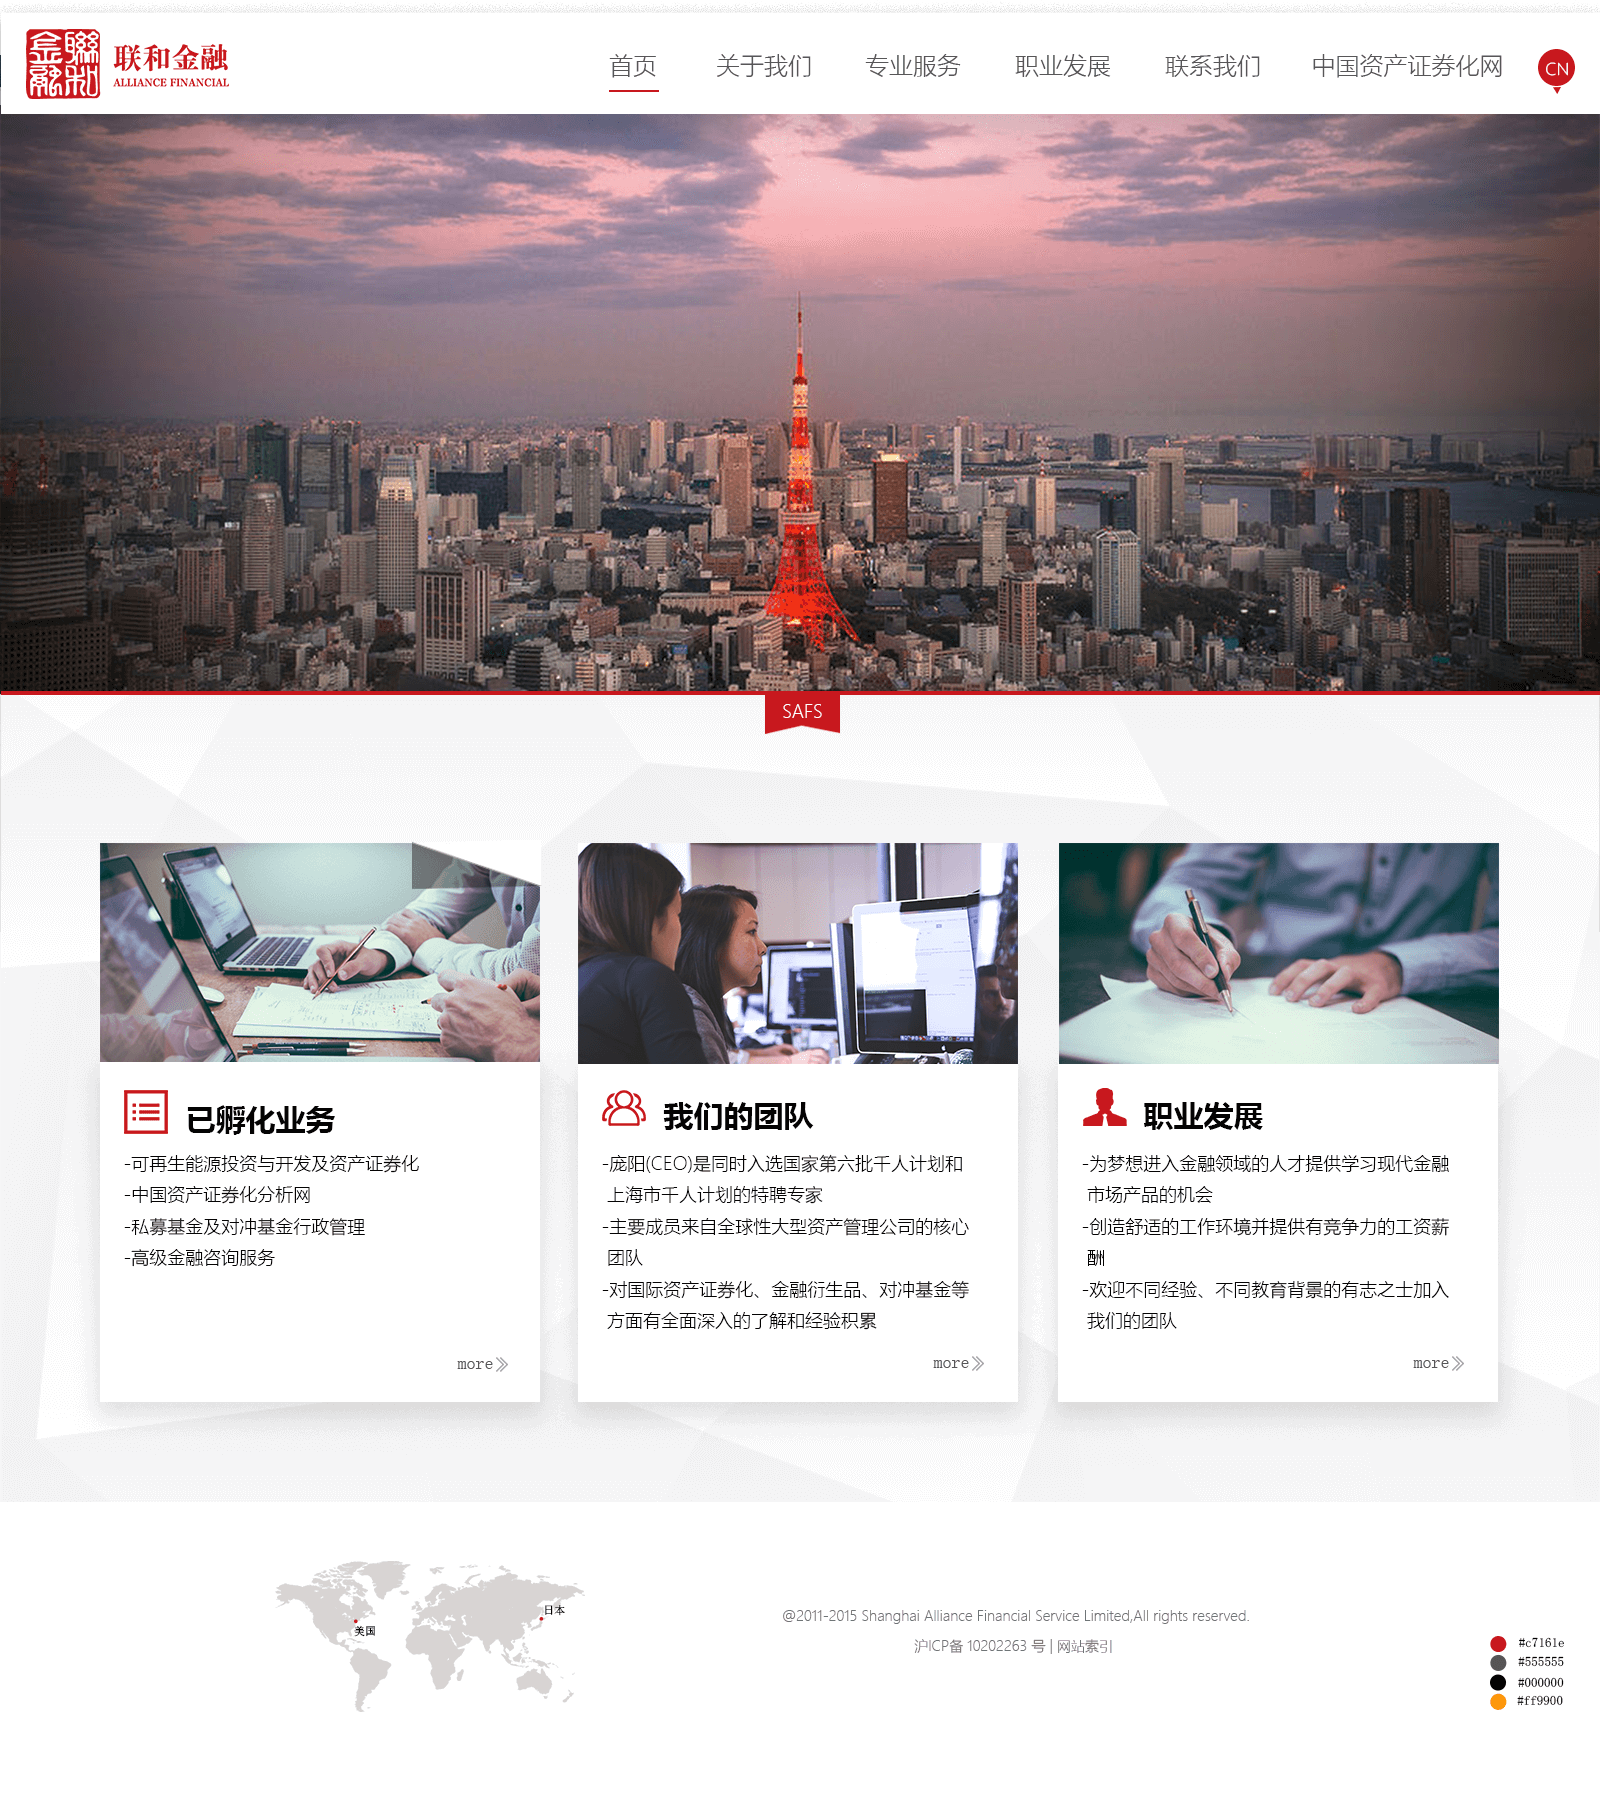 聯和金融
联和金融
ALLIANCE FINANCIAL
首页 关于我们 专业服务 职业发展 联系我们 中国资产证券化网 CN
SAFS
已孵化业务
-可再生能源投资与开发及资产证券化
-中国资产证券化分析网
-私募基金及对冲基金行政管理
-高级金融咨询服务
more
我们的团队
-庞阳(CEO)是同时入选国家第六批千人计划和
上海市千人计划的特聘专家
-主要成员来自全球性大型资产管理公司的核心
团队
-对国际资产证券化、金融衍生品、对冲基金等
方面有全面深入的了解和经验积累
more
职业发展
-为梦想进入金融领域的人才提供学习现代金融
市场产品的机会
-创造舒适的工作环境并提供有竞争力的工资薪
酬
-欢迎不同经验、不同教育背景的有志之士加入
我们的团队
more
美国
日本
@2011-2015 Shanghai Alliance Financial Service Limited,All rights reserved.
沪ICP备 10202263 号 | 网站索引
#c7161e
#555555
#000000
#ff9900